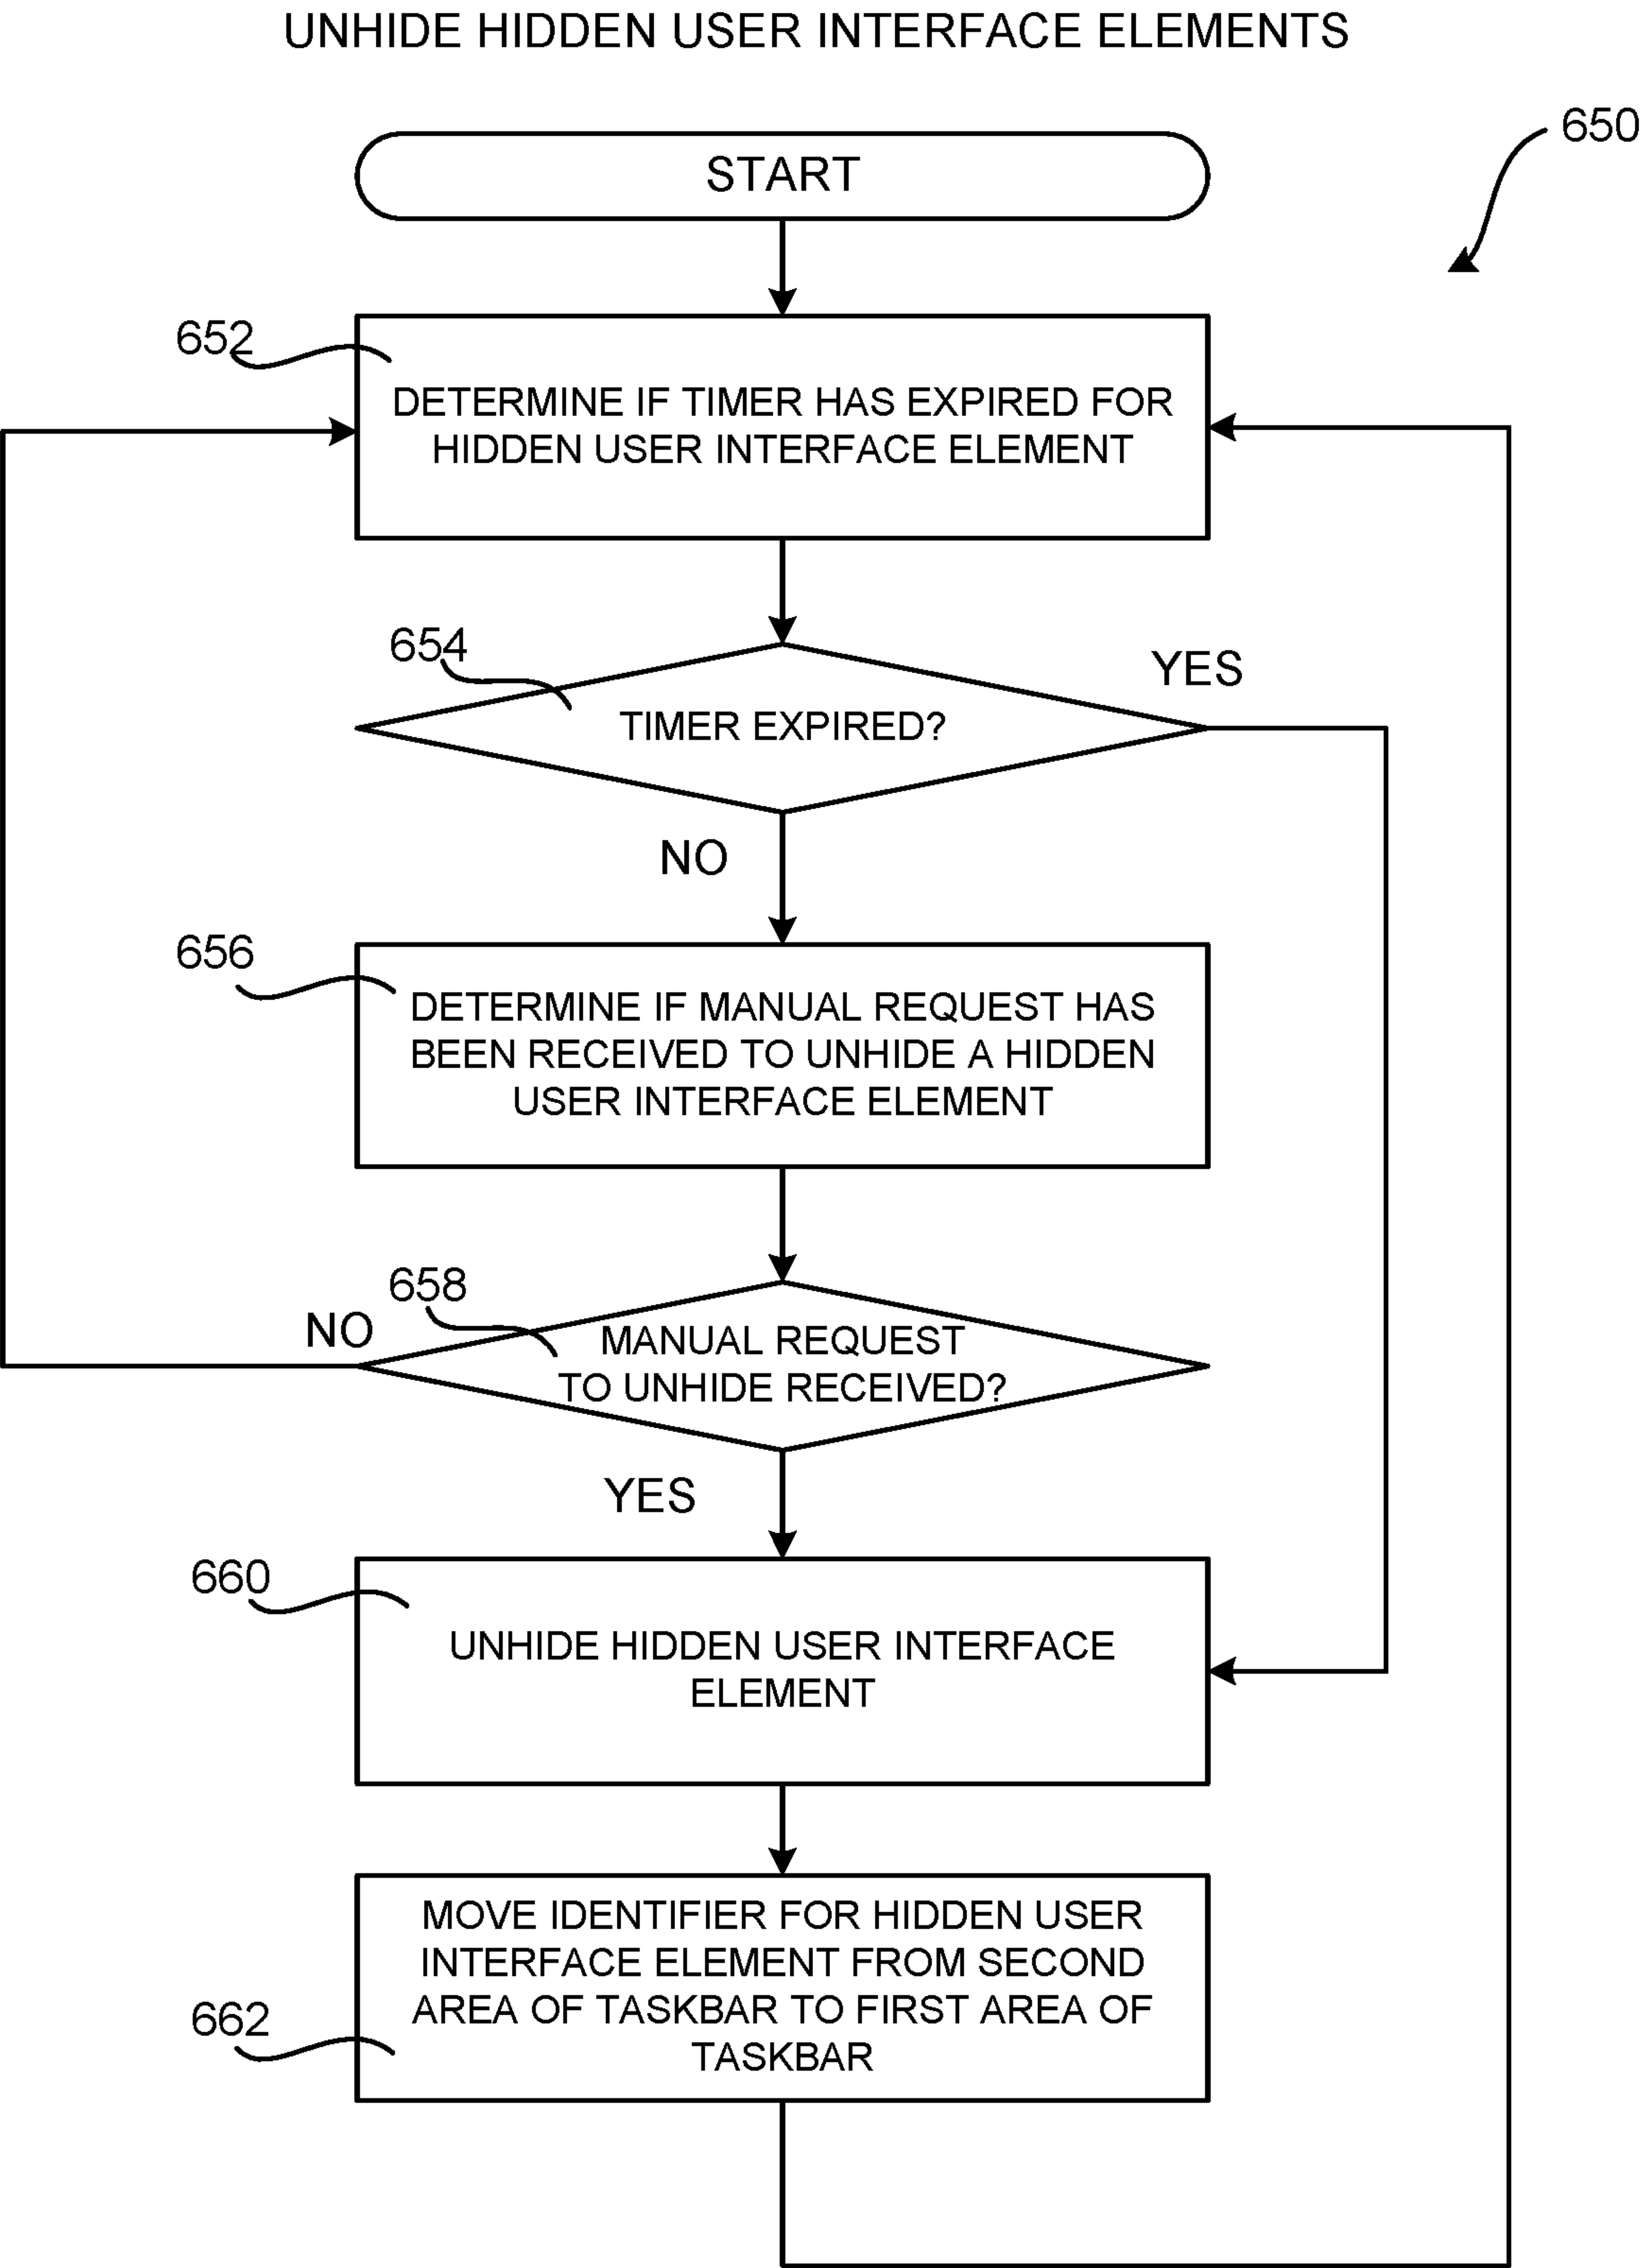 UNHIDE HIDDEN USER INTERFACE ELEMENTS
650
START
652
DETERMINE IF TIMER HAS EXPIRED FOR
HIDDEN USER INTERFACE ELEMENT
654
YES
TIMER EXPIRED?
NO
656
DETERMINE IF MANUAL REQUEST HAS
BEEN RECEIVED TO UNHIDE A HIDDEN
USER INTERFACE ELEMENT
658
NO
MANUAL REQUEST
TO UNHIDE RECEIVED?
YES
660
UNHIDE HIDDEN USER INTERFACE
ELEMENT
MOVE IDENTIFIER FOR HIDDEN USER
INTERFACE ELEMENT FROM SECOND
AREA OF TASKBAR TO FIRST AREA OF
TASKBAR
662